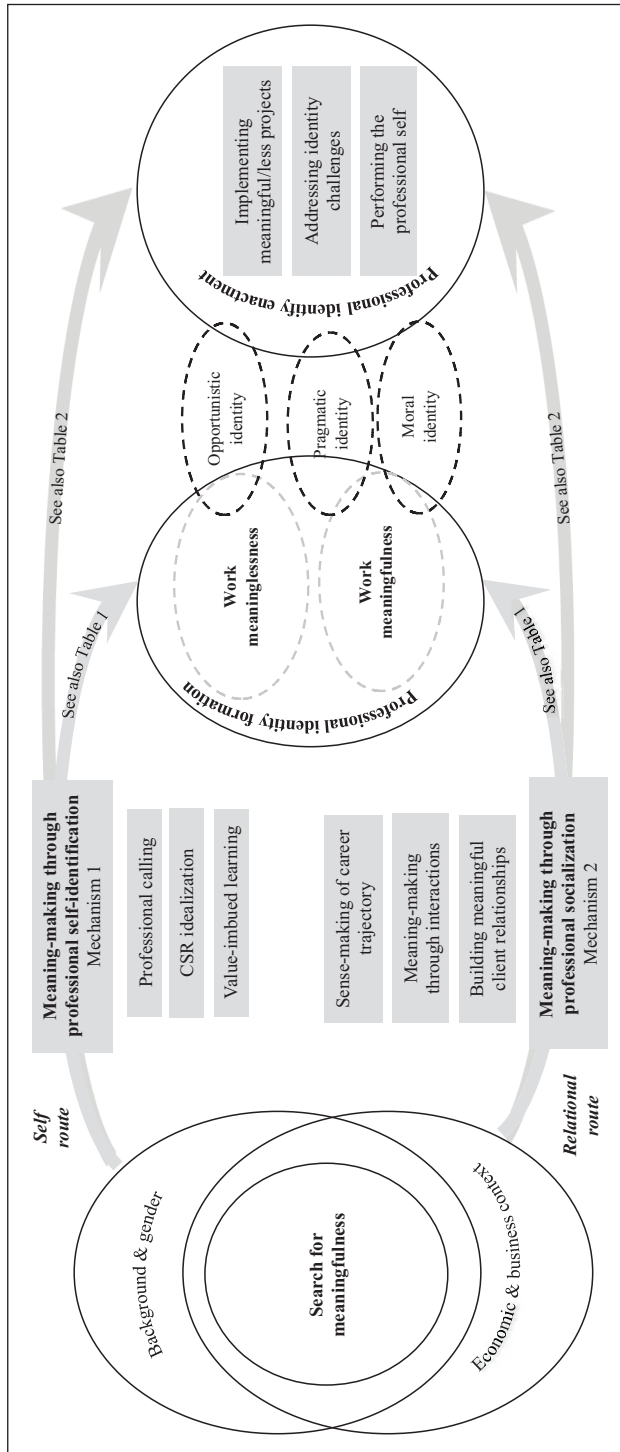 Self
route
Background & gender
Search for
meaningfulness
Economic & business context
Relational
route
Meaning-making through
professional self-identification
Mechanism 1
Professional calling
CSR idealization
Value-imbued learning
Sense-making of career
trajectory
Meaning-making
through interactions
Building meaningful
client relationships
Meaning-making through
professional socialization
Mechanism 2
See also Table 2
See also Table 1
Professional identity formation
Work
meaninglessness
Work
meaningfulness
See also Table 1
See also Table 2
Opportunistic
identity
Pragmatic
identity
Moral
identity
Professional identify enactment
Implementing
meaningful/less projects
Addressing identity
challenges
Performing the
professional self